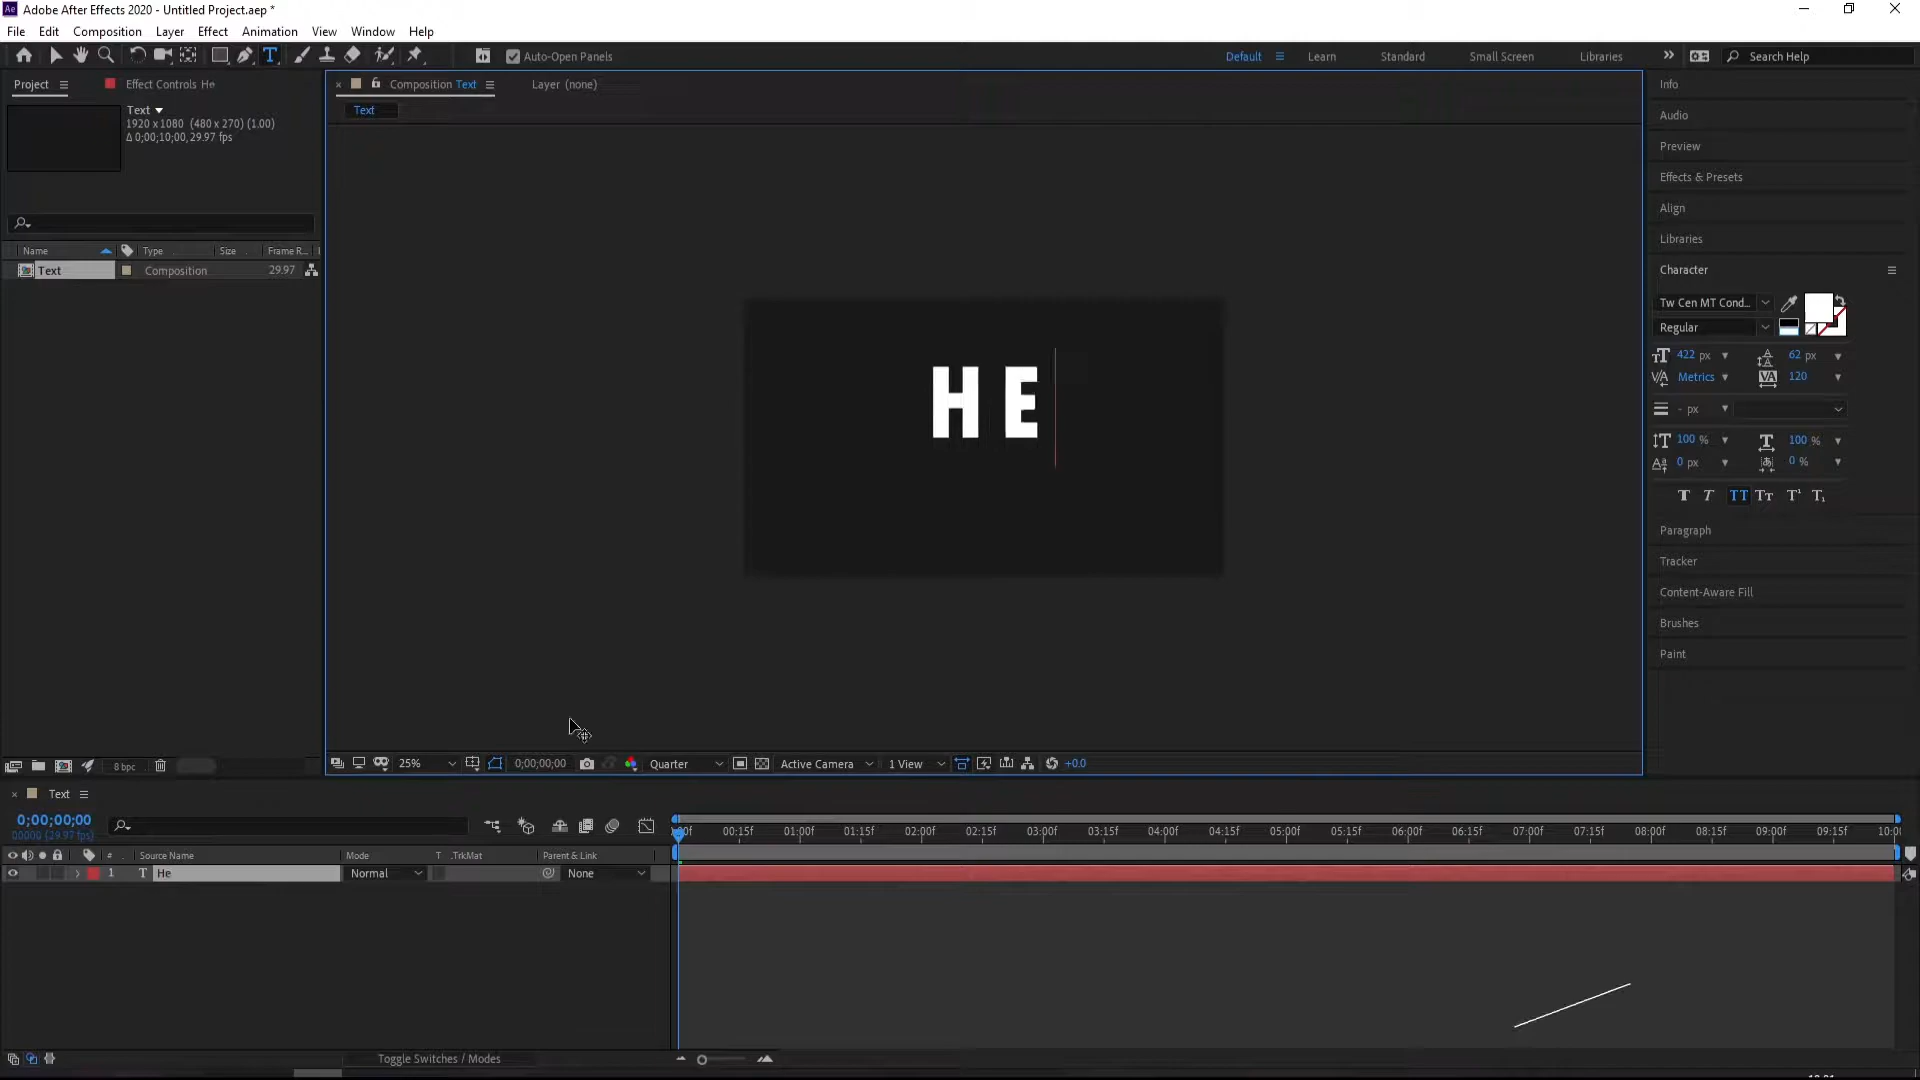 Adobe After Effects 2020 - Untitled Project.aep *
File Edit Composition Layer Effect Animation View Window Help
Auto-Open Panels Default Learn Standard Small Screen Libraries Search Help
Project Effect Controls He
Composition Text Layer (none)
Text
Text
1920 x 1080 (480 x 270) (1.00)
Δ 0;00;10;00, 29.97 fps
Name Type Size Frame R...
Text Composition 29.97
HE
Info
Audio
Preview
Effects & Presets
Align
Libraries
Character
Tw Cen MT Cond...
Regular
422 px 62 px
Metrics 120
- px
100 % 100 %
0 px 0 %
Paragraph
Tracker
Content-Aware Fill
Brushes
Paint
8 bpc
25% 0;00;00;00 Quarter Active Camera 1 View +0.0
Text
0;00;00;00
00000 (29.97 fps)
00:15f 01:00f 01:15f 02:00f 02:15f 03:00f 03:15f 04:00f 04:15f 05:00f 05:15f 06:00f 06:15f 07:00f 07:15f 08:00f 08:15f 09:00f 09:15f 10:0
# Source Name Mode T .TrkMat Parent & Link
1 T He Normal None
Toggle Switches / Modes